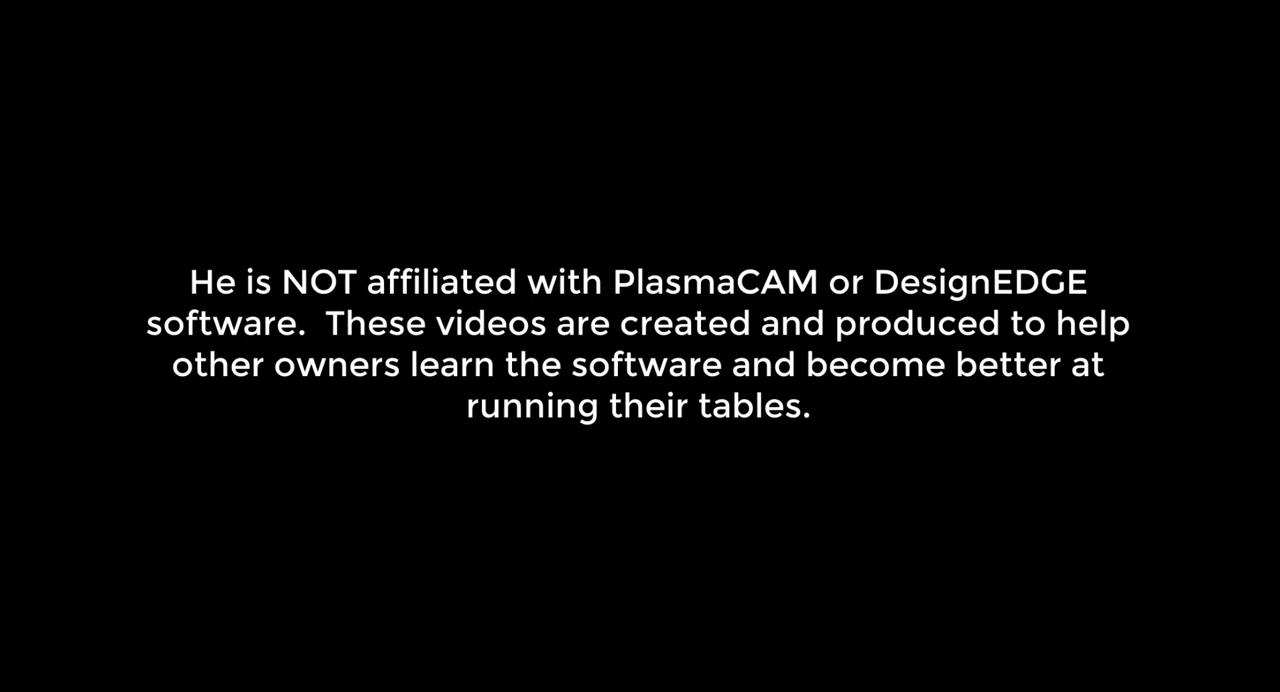 He is NOT affiliated with PlasmaCAM or DesignEDGE
software.  These videos are created and produced to help
other owners learn the software and become better at
running their tables.